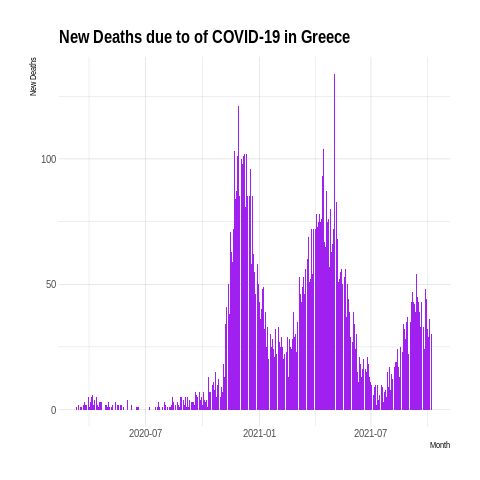 New Deaths due to of COVID-19 in Greece
New Deaths
100
50
0
2020-07
2021-01
2021-07
Month